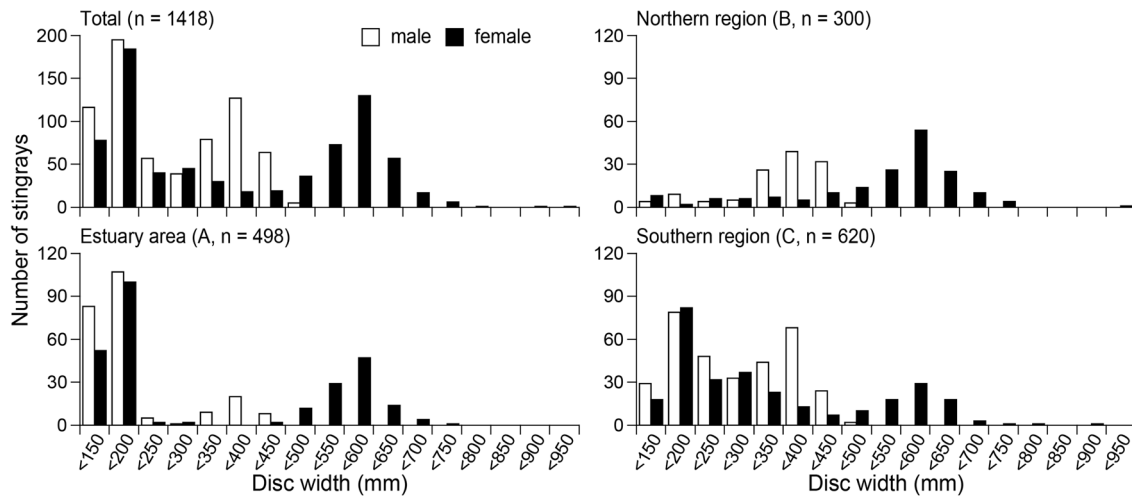 Total (n = 1418)
male female
200
150
100
50
0
Northern region (B, n = 300)
120
90
60
30
0
Number of stingrays
Estuary area (A, n = 498)
120
90
60
30
0
<150 <200 <250 <300 <350 <400 <450 <500 <550 <600 <650 <700 <750 <800 <850 <900 <950
Disc width (mm)
Southern region (C, n = 620)
120
90
60
30
0
<150 <200 <250 <300 <350 <400 <450 <500 <550 <600 <650 <700 <750 <800 <850 <900 <950
Disc width (mm)